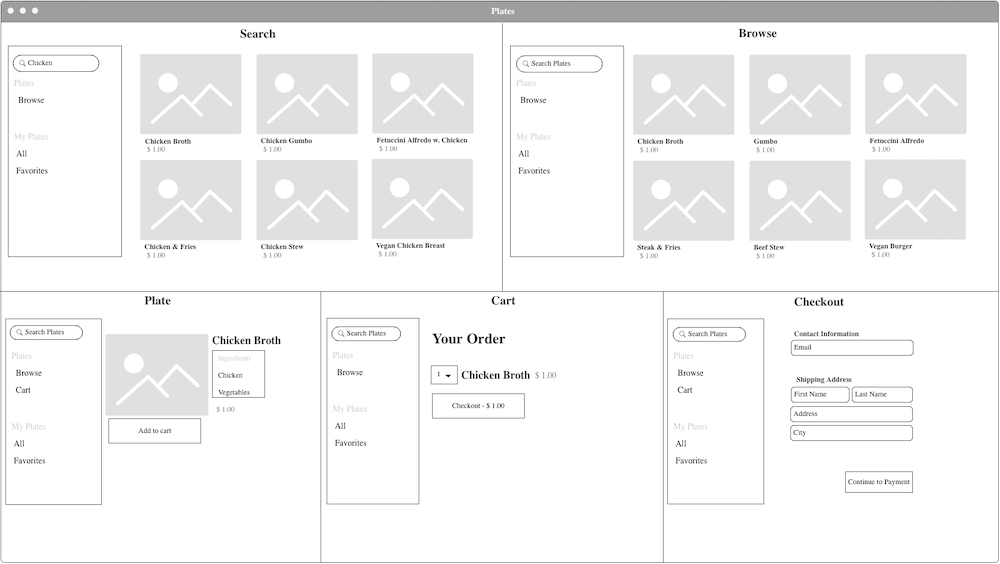 Plates
Search
Chicken
Plates
Browse
My Plates
All
Favorites
Chicken Broth
$ 1.00
Chicken Gumbo
$ 1.00
Fetuccini Alfredo w. Chicken
$ 1.00
Chicken & Fries
$ 1.00
Chicken Stew
$ 1.00
Vegan Chicken Breast
$ 1.00
Browse
Search Plates
Plates
Browse
My Plates
All
Favorites
Chicken Broth
$ 1.00
Gumbo
$ 1.00
Fetuccini Alfredo
$ 1.00
Steak & Fries
$ 1.00
Beef Stew
$ 1.00
Vegan Burger
$ 1.00
Plate
Search Plates
Plates
Browse
Cart
My Plates
All
Favorites
Chicken Broth
Ingredients
Chicken
Vegetables
$ 1.00
Add to cart
Cart
Search Plates
Plates
Browse
My Plates
All
Favorites
Your Order
1 Chicken Broth $ 1.00
Checkout - $ 1.00
Checkout
Search Plates
Plates
Browse
Cart
My Plates
All
Favorites
Contact Information
Email
Shipping Address
First Name Last Name
Address
City
Continue to Payment